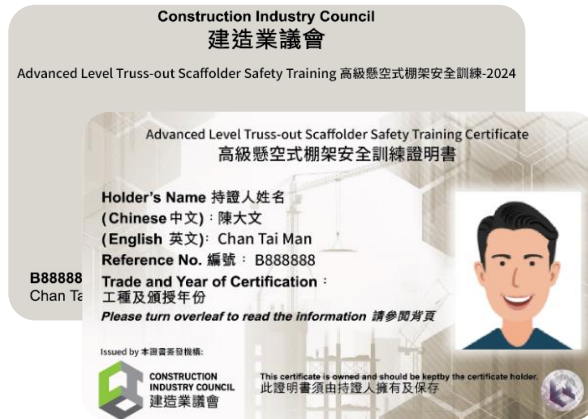 Construction Industry Council
建造業議會
Advanced Level Truss-out Scaffolder Safety Training 高級懸空式棚架安全訓練-2024
B88888
Chan Ta
Advanced Level Truss-out Scaffolder Safety Training Certificate
高級懸空式棚架安全訓練證明書
Holder's Name 持證人姓名
(Chinese 中文)：陳大文
(English 英文)：Chan Tai Man
Reference No. 編號：B888888
Trade and Year of Certification：
工種及頒授年份
Please turn overleaf to read the information 請參閱背頁
Issued by 本證書簽發機構:
CONSTRUCTION
INDUSTRY COUNCIL
建造業議會
This certificate is owned and should be keptby the certificate holder.
此證明書須由持證人擁有及保存